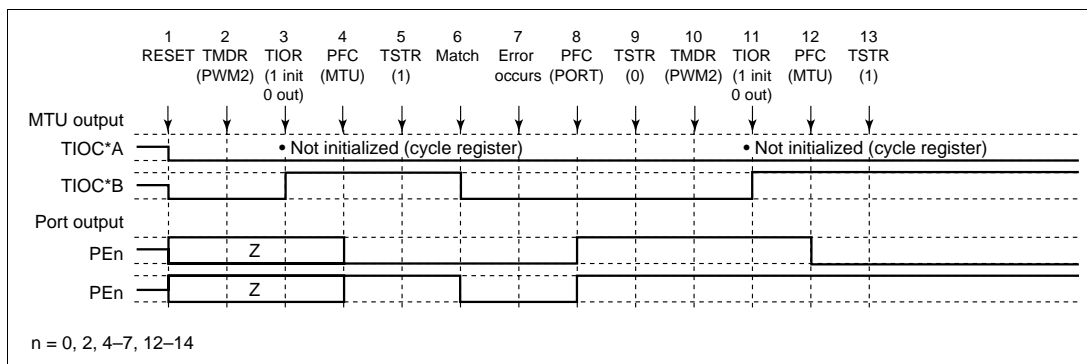 1 2 3 4 5 6 7 8 9 10 11 12 13
RESET TMDR TIOR PFC TSTR Match Error PFC TSTR TMDR TIOR PFC TSTR
(PWM2) (1 init (MTU) (1) occurs (PORT) (0) (PWM2) (1 init (MTU) (1)
0 out) 0 out)
MTU output
TIOC*A • Not initialized (cycle register) • Not initialized (cycle register)
TIOC*B
Port output
PEn Z
PEn Z
n = 0, 2, 4–7, 12–14